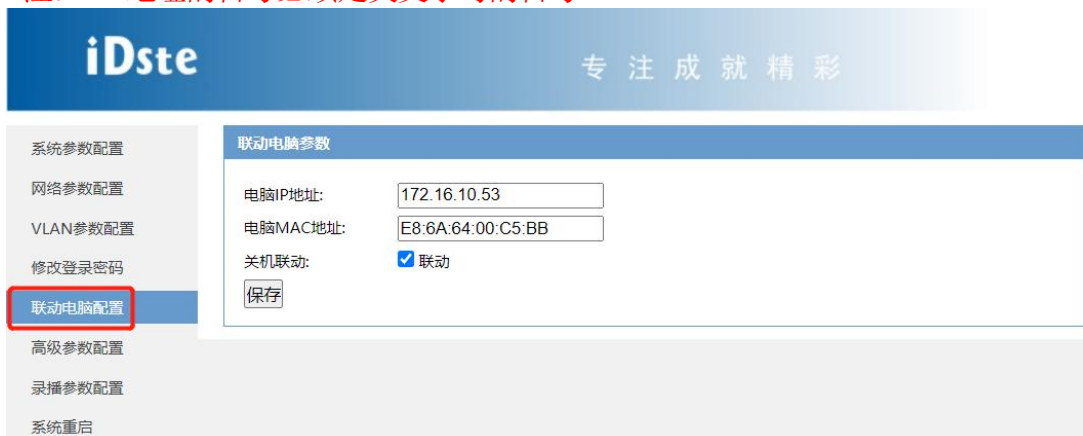 iDste
专 注 成 就 精 彩
系统参数配置
网络参数配置
VLAN参数配置
修改登录密码
联动电脑配置
高级参数配置
录播参数配置
系统重启
联动电脑参数
电脑IP地址: 172.16.10.53
电脑MAC地址: E8:6A:64:00:C5:BB
关机联动: 联动
保存